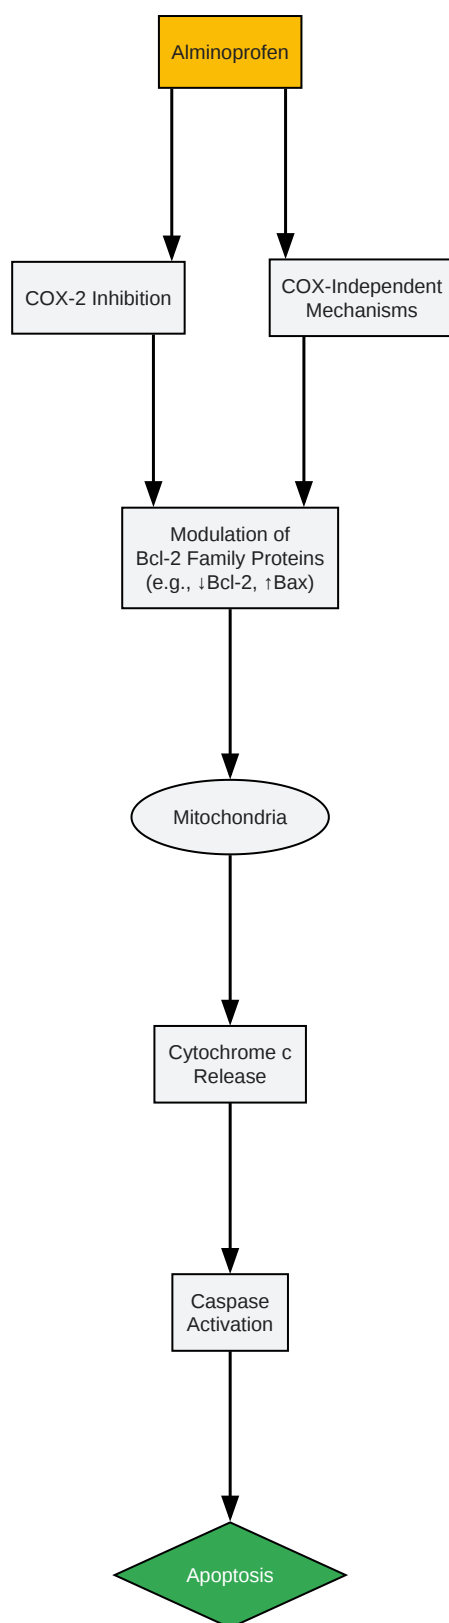 Alminoprofen
COX-2 Inhibition
COX-Independent
Mechanisms
Modulation of
Bcl-2 Family Proteins
(e.g., ↓Bcl-2, ↑Bax)
Mitochondria
Cytochrome c
Release
Caspase
Activation
Apoptosis